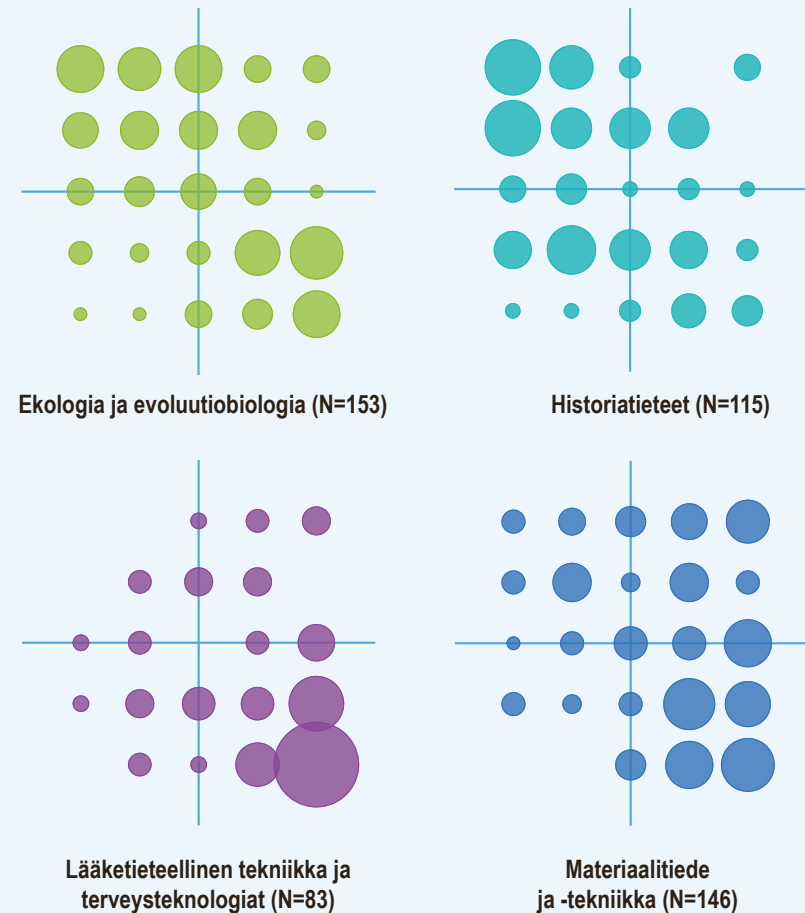 Ekologia ja evoluutiobiologia (N=153)
Historiatieteet (N=115)
Lääketieteellinen tekniikka ja
terveysteknologiat (N=83)
Materiaalitiede
ja -tekniikka (N=146)